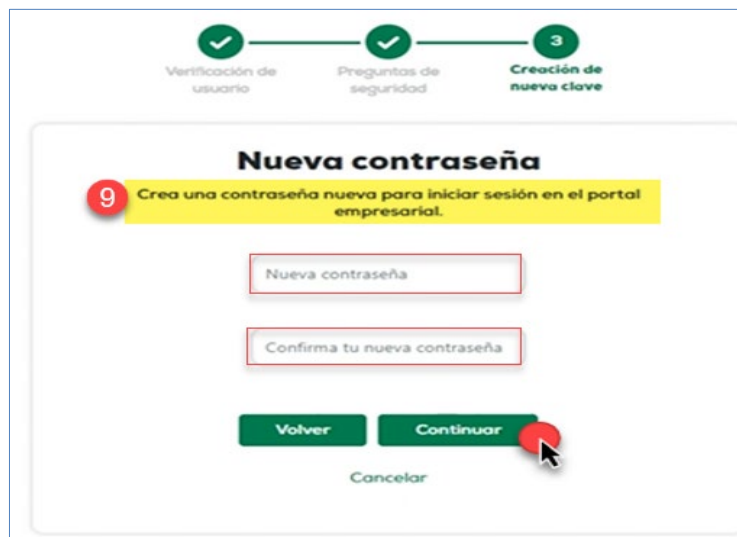 3
Verificación de
usuario
Preguntas de
seguridad
Creación de
nueva clave
Nueva contraseña
9
Crea una contraseña nueva para iniciar sesión en el portal
empresarial.
Nueva contraseña
Confirma tu nueva contraseña
Volver
Continuar
Cancelar